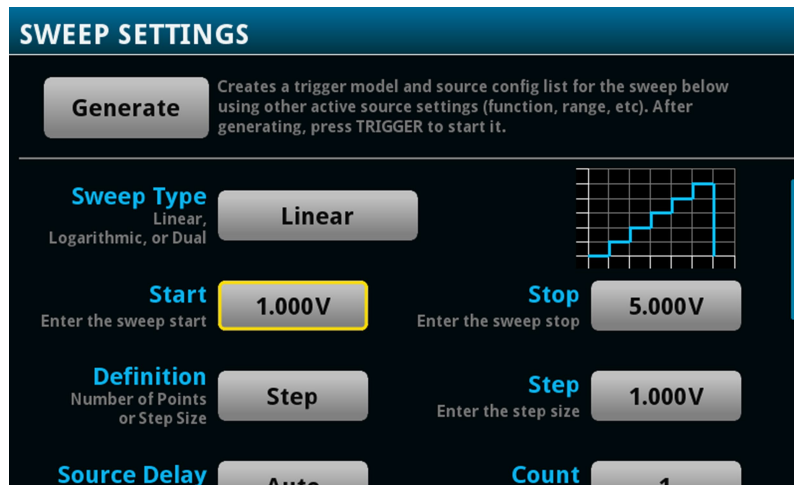 SWEEP SETTINGS
Generate
Creates a trigger model and source config list for the sweep below
using other active source settings (function, range, etc). After
generating, press TRIGGER to start it.
Sweep Type
Linear,
Logarithmic, or Dual
Linear
Start
Enter the sweep start
1.000V
Stop
Enter the sweep stop
5.000V
Definition
Number of Points
or Step Size
Step
Step
Enter the step size
1.000V
Source Delay
Auto
Count
1